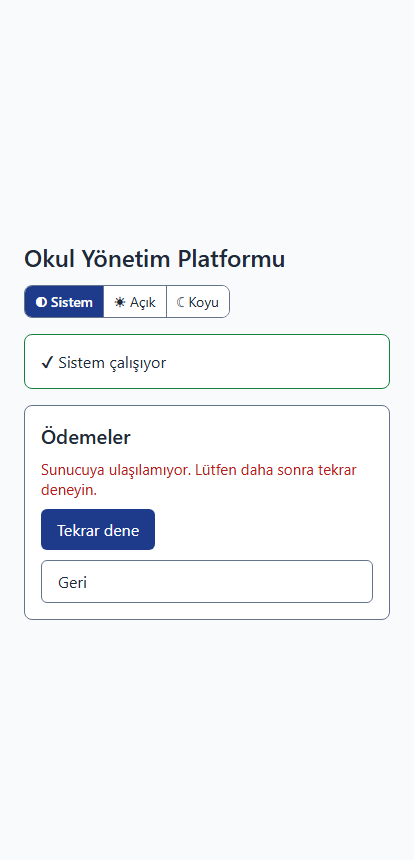 Okul Yönetim Platformu
◐ Sistem ☀ Açık ☾ Koyu
✓ Sistem çalışıyor
Ödemeler
Sunucuya ulaşılamıyor. Lütfen daha sonra tekrar
deneyin.
Tekrar dene
Geri